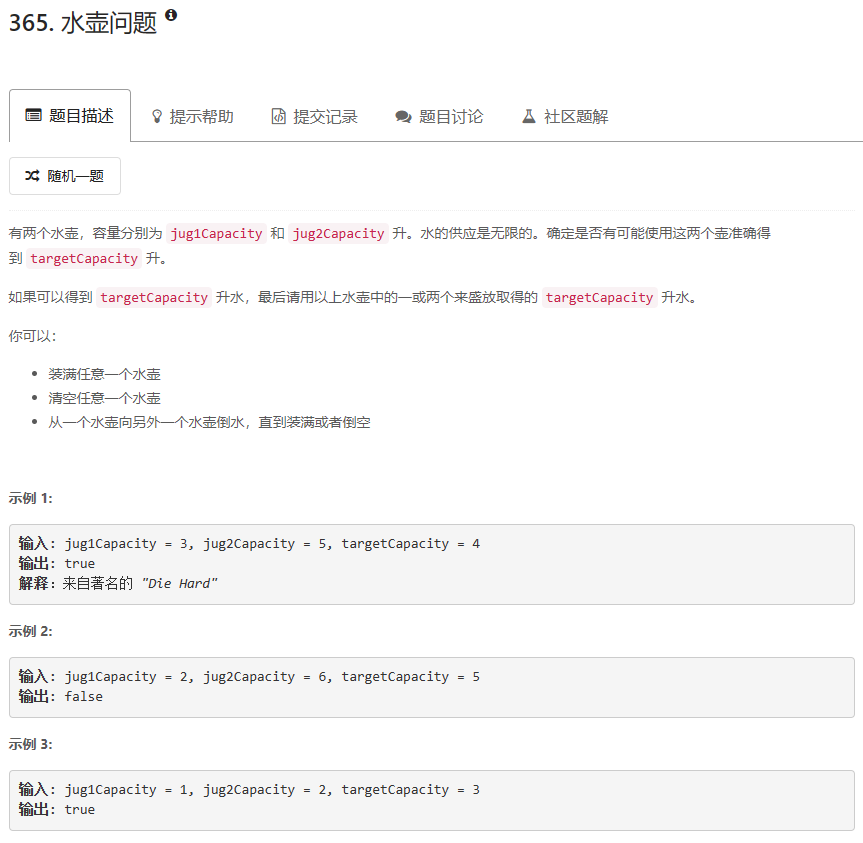 365. 水壶问题
题目描述
提示帮助
提交记录
题目讨论
社区题解
随机一题
有两个水壶，容量分别为 jug1Capacity 和 jug2Capacity 升。水的供应是无限的。确定是否有可能使用这两个壶准确得
到 targetCapacity 升。
如果可以得到 targetCapacity 升水，最后请用以上水壶中的一或两个来盛放取得的 targetCapacity 升水。
你可以：
• 装满任意一个水壶
• 清空任意一个水壶
• 从一个水壶向另外一个水壶倒水，直到装满或者倒空
示例 1:
输入: jug1Capacity = 3, jug2Capacity = 5, targetCapacity = 4
输出: true
解释：来自著名的 "Die Hard"
示例 2:
输入: jug1Capacity = 2, jug2Capacity = 6, targetCapacity = 5
输出: false
示例 3:
输入: jug1Capacity = 1, jug2Capacity = 2, targetCapacity = 3
输出: true